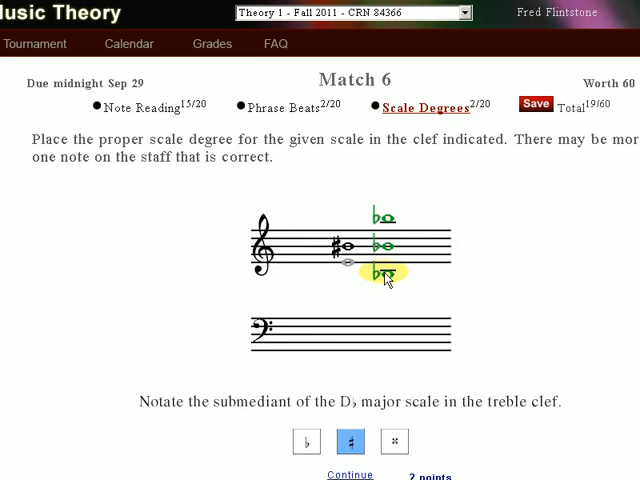 Music Theory
Theory 1 - Fall 2011 - CRN 84366
Fred Flintstone
Tournament Calendar Grades FAQ
Due midnight Sep 29
Match 6
Worth 60
Note Reading15/20
Phrase Beats2/20
Scale Degrees2/20
Save
Total19/60
Place the proper scale degree for the given scale in the clef indicated. There may be mor
one note on the staff that is correct.
Notate the submediant of the D♭ major scale in the treble clef.
♭ ♯ 𝄪
Continue
2 points